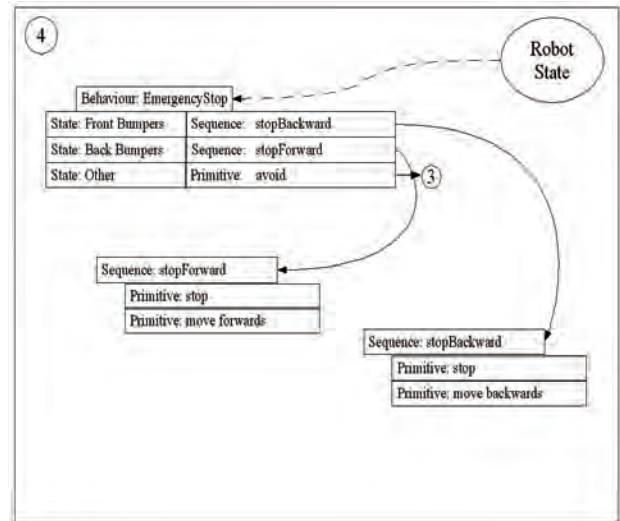 4
Robot
State
Behaviour: EmergencyStop
State: Front Bumpers Sequence: stopBackward
State: Back Bumpers Sequence: stopForward
State: Other Primitive: avoid 3
Sequence: stopForward
Primitive: stop
Primitive: move forwards
Sequence: stopBackward
Primitive: stop
Primitive: move backwards